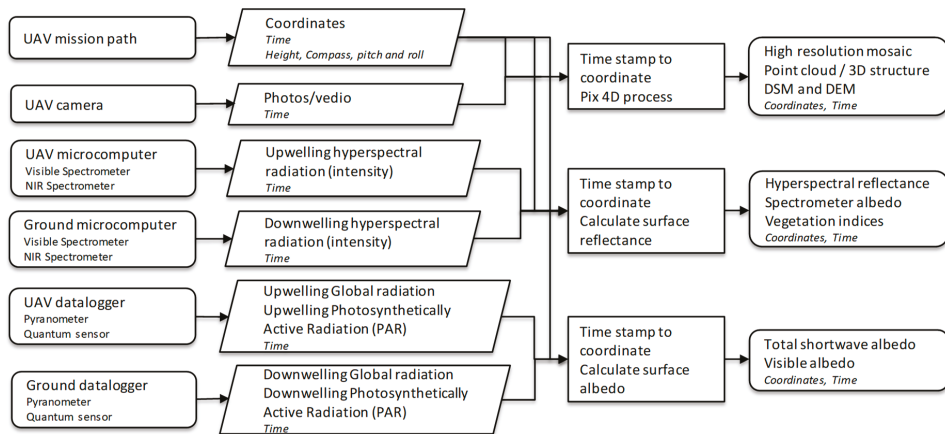 UAV mission path
Coordinates
Time
Height, Compass, pitch and roll
UAV camera
Photos/vedio
Time
Time stamp to
coordinate
Pix 4D process
High resolution mosaic
Point cloud / 3D structure
DSM and DEM
Coordinates, Time
UAV microcomputer
Visible Spectrometer
NIR Spectrometer
Upwelling hyperspectral
radiation (intensity)
Time
Ground microcomputer
Visible Spectrometer
NIR Spectrometer
Downwelling hyperspectral
radiation (intensity)
Time
Time stamp to
coordinate
Calculate surface
reflectance
Hyperspectral reflectance
Spectrometer albedo
Vegetation indices
Coordinates, Time
UAV datalogger
Pyranometer
Quantum sensor
Upwelling Global radiation
Upwelling Photosynthetically
Active Radiation (PAR)
Time
Ground datalogger
Pyranometer
Quantum sensor
Downwelling Global radiation
Downwelling Photosynthetically
Active Radiation (PAR)
Time
Time stamp to
coordinate
Calculate surface
albedo
Total shortwave albedo
Visible albedo
Coordinates, Time